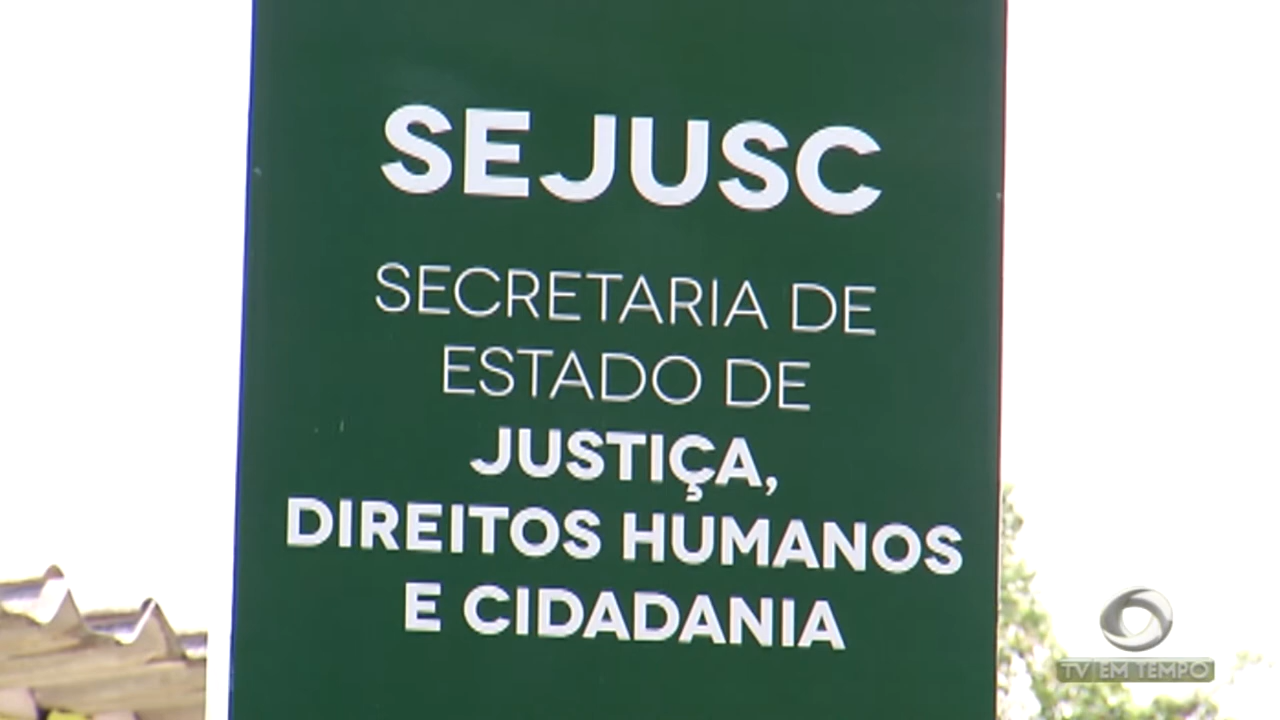 SEJUSC
SECRETARIA DE
ESTADO DE
JUSTIÇA,
DIREITOS HUMANOS
E CIDADANIA
TV EM TEMPO